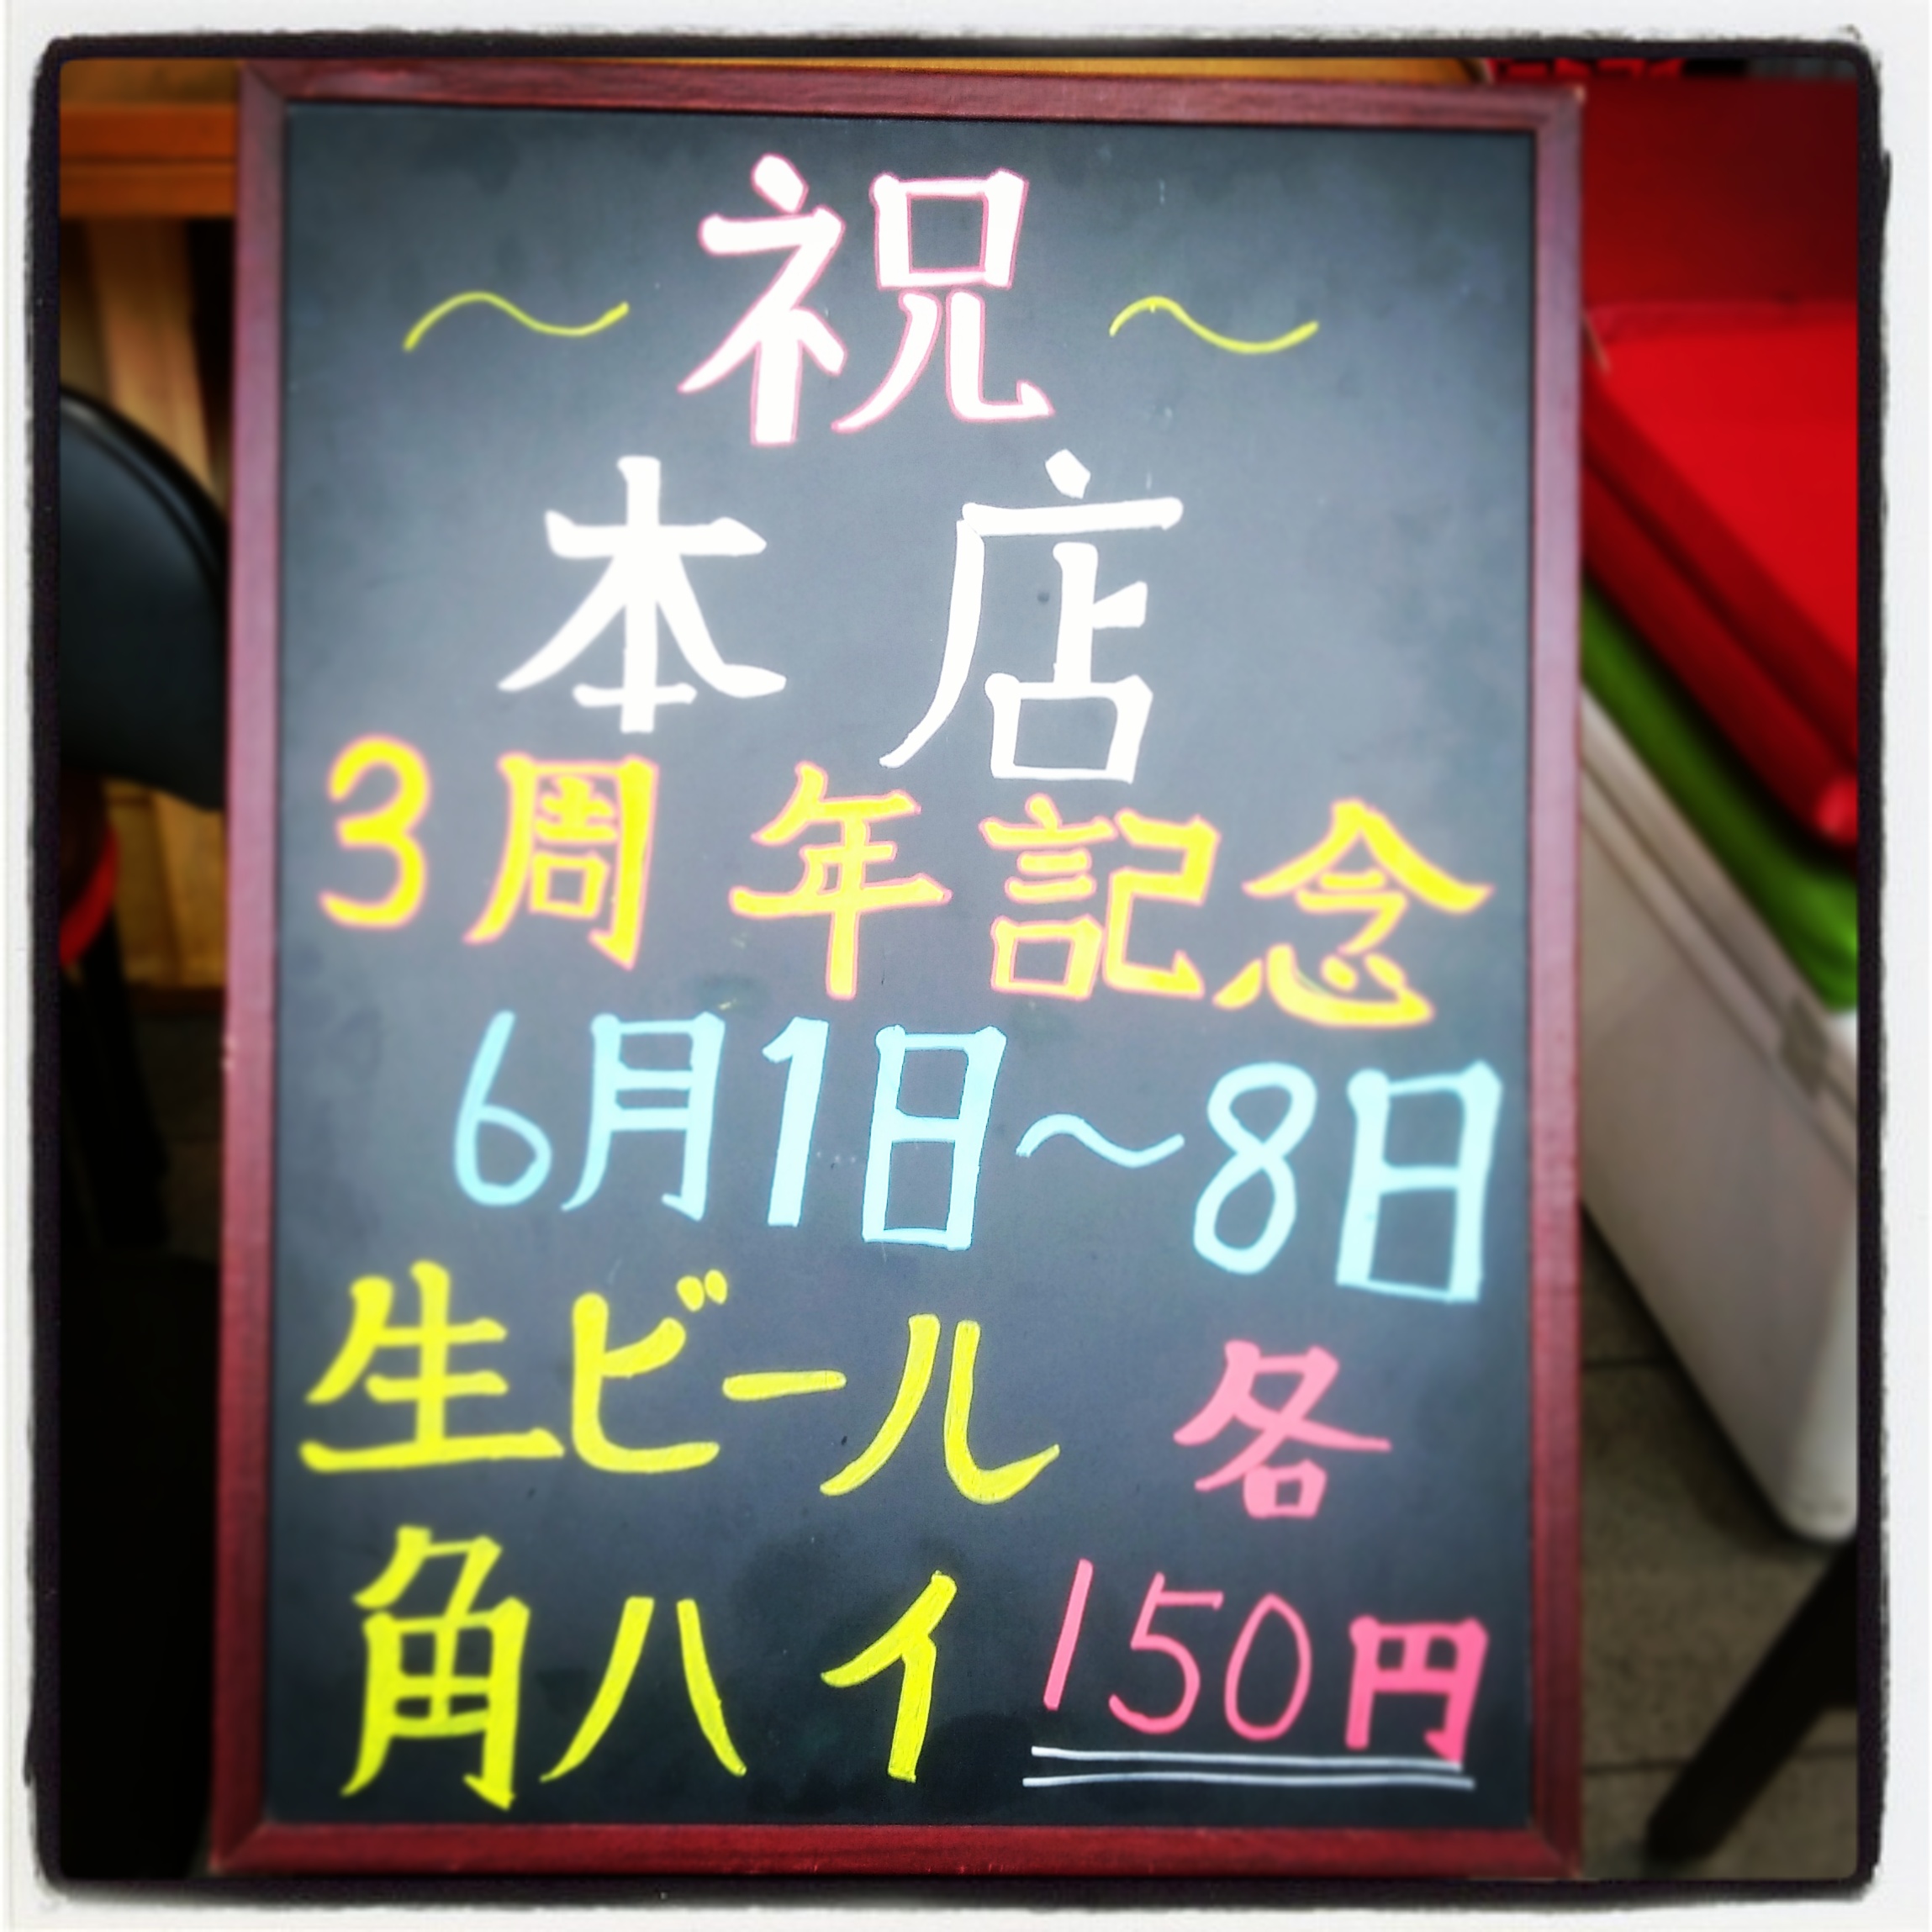 ～祝～
本店
3周年記念
6月1日～8日
生ビール 各
角ハイ 150円